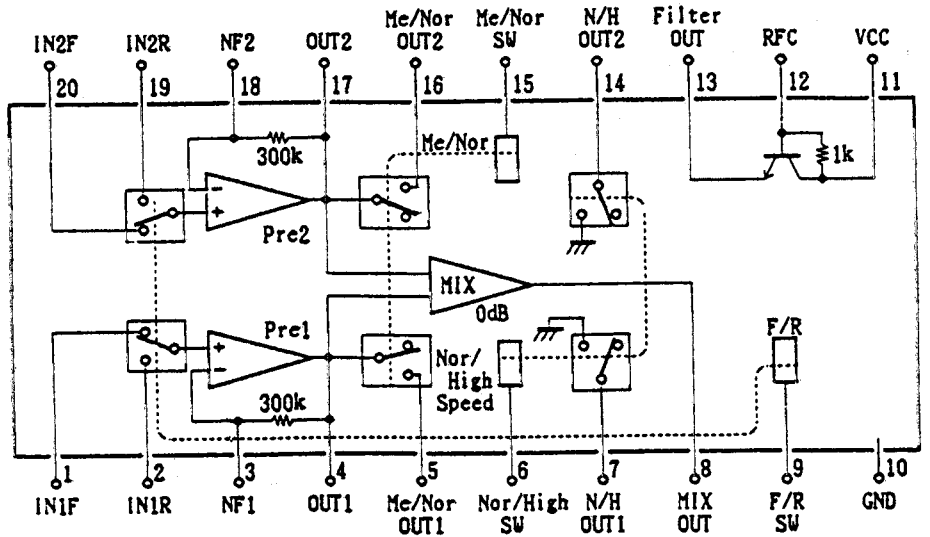 Me/Nor Me/Nor N/H Filter
IN2F IN2R NF2 OUT2 OUT2 SW OUT2 OUT RFC VCC
20 19 18 17 16 15 14 13 12 11
300k
Me/Nor
1k
-
+
Pre2
MIX
0dB
Pre1
F/R
+
-
Nor/
High
Speed
300k
1 2 3 4 5 6 7 8 9 10
IN1F IN1R NF1 OUT1 Me/Nor Nor/High N/H MIX F/R GND
OUT1 SW OUT1 OUT SW